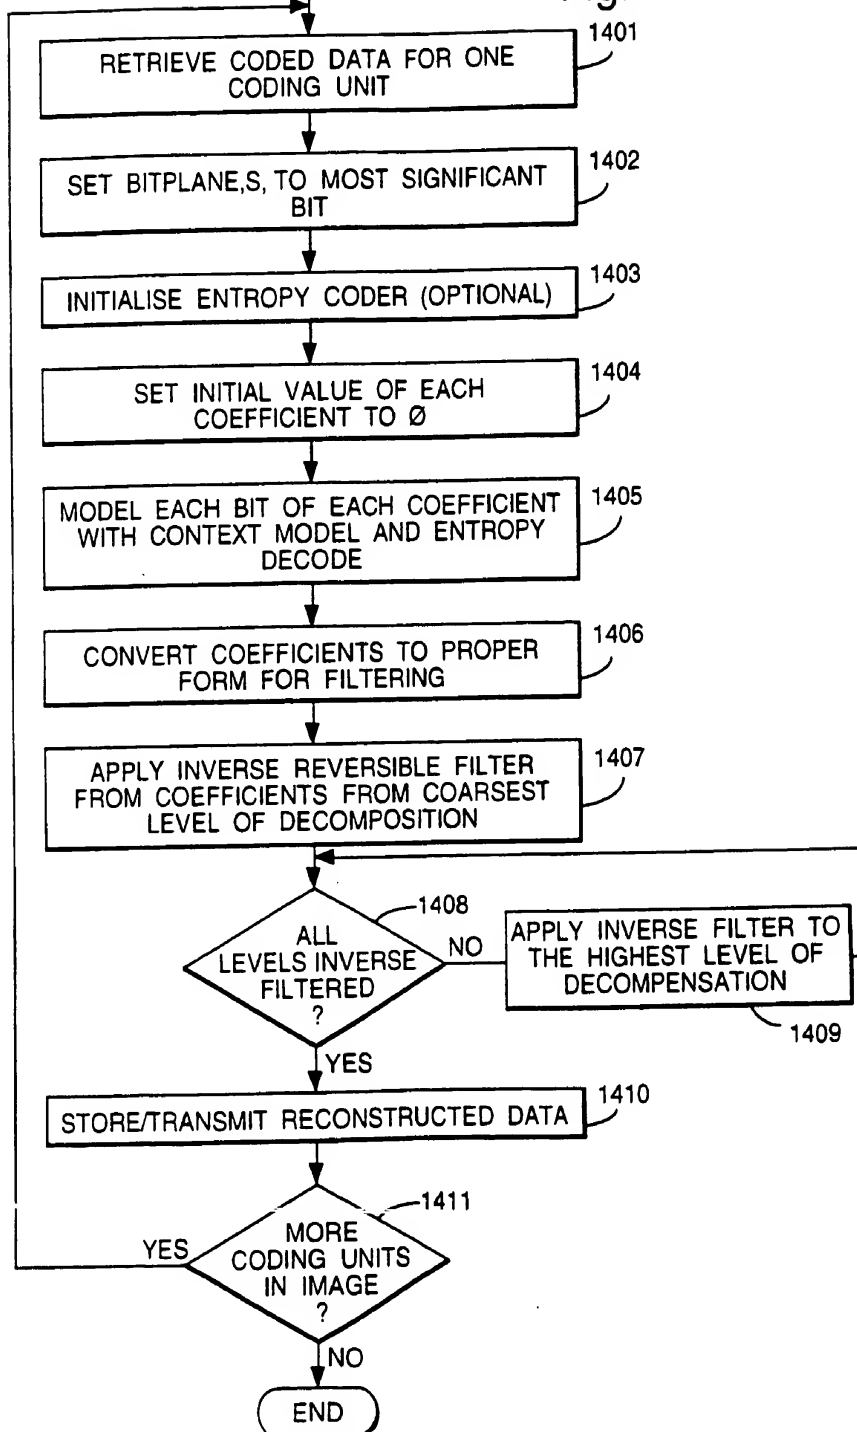 1401
RETRIEVE CODED DATA FOR ONE
CODING UNIT
1402
SET BITPLANE,S, TO MOST SIGNIFICANT
BIT
1403
INITIALISE ENTROPY CODER (OPTIONAL)
1404
SET INITIAL VALUE OF EACH
COEFFICIENT TO Ø
1405
MODEL EACH BIT OF EACH COEFFICIENT
WITH CONTEXT MODEL AND ENTROPY
DECODE
1406
CONVERT COEFFICIENTS TO PROPER
FORM FOR FILTERING
1407
APPLY INVERSE REVERSIBLE FILTER
FROM COEFFICIENTS FROM COARSEST
LEVEL OF DECOMPOSITION
1408
ALL
LEVELS INVERSE
FILTERED
?
NO
APPLY INVERSE FILTER TO
THE HIGHEST LEVEL OF
DECOMPENSATION
1409
YES
1410
STORE/TRANSMIT RECONSTRUCTED DATA
1411
MORE
CODING UNITS
IN IMAGE
?
YES
NO
END